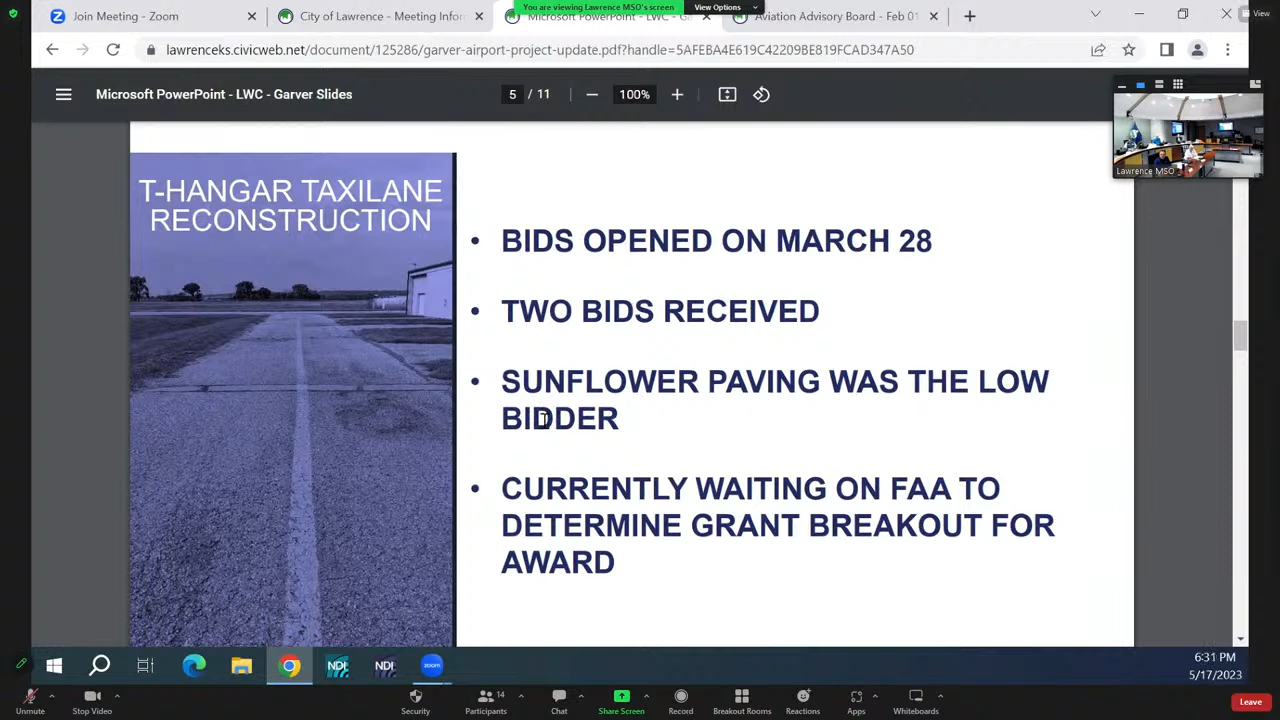 You are viewing Lawrence MSO's screen
View Options
View
Join Meeting - Zoom
City of Lawrence - Meeting Infor
Microsoft PowerPoint - LWC - G
Aviation Advisory Board - Feb 01
lawrenceks.civicweb.net/document/125286/garver-airport-project-update.pdf?handle=5AFEBA4E619C42209BE819FCAD347A50
Microsoft PowerPoint - LWC - Garver Slides
5 / 11
100%
Lawrence MSO
T-HANGAR TAXILANE
RECONSTRUCTION
• BIDS OPENED ON MARCH 28
• TWO BIDS RECEIVED
• SUNFLOWER PAVING WAS THE LOW
BIDDER
• CURRENTLY WAITING ON FAA TO
DETERMINE GRANT BREAKOUT FOR
AWARD
NDI
NDI
zoom
6:31 PM
5/17/2023
Unmute
Stop Video
Security
Participants
14
Chat
Share Screen
Record
Breakout Rooms
Reactions
Apps
Whiteboards
Leave